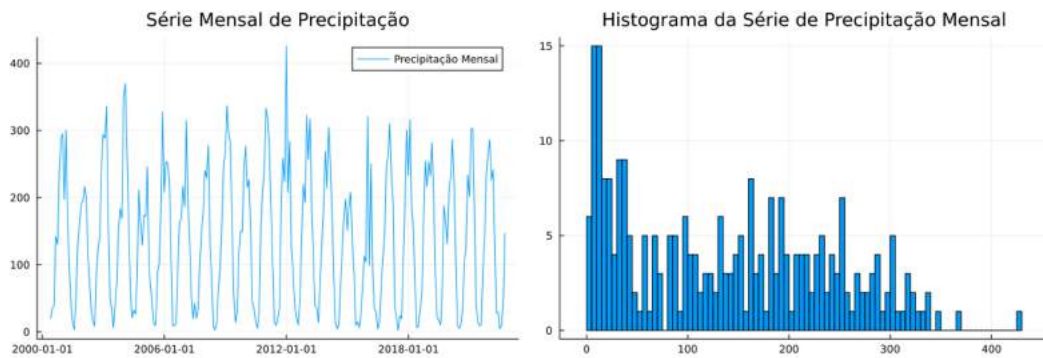 Série Mensal de Precipitação
Precipitação Mensal
400
300
200
100
0
2000-01-01 2006-01-01 2012-01-01 2018-01-01
Histograma da Série de Precipitação Mensal
15
10
5
0
0 100 200 300 400